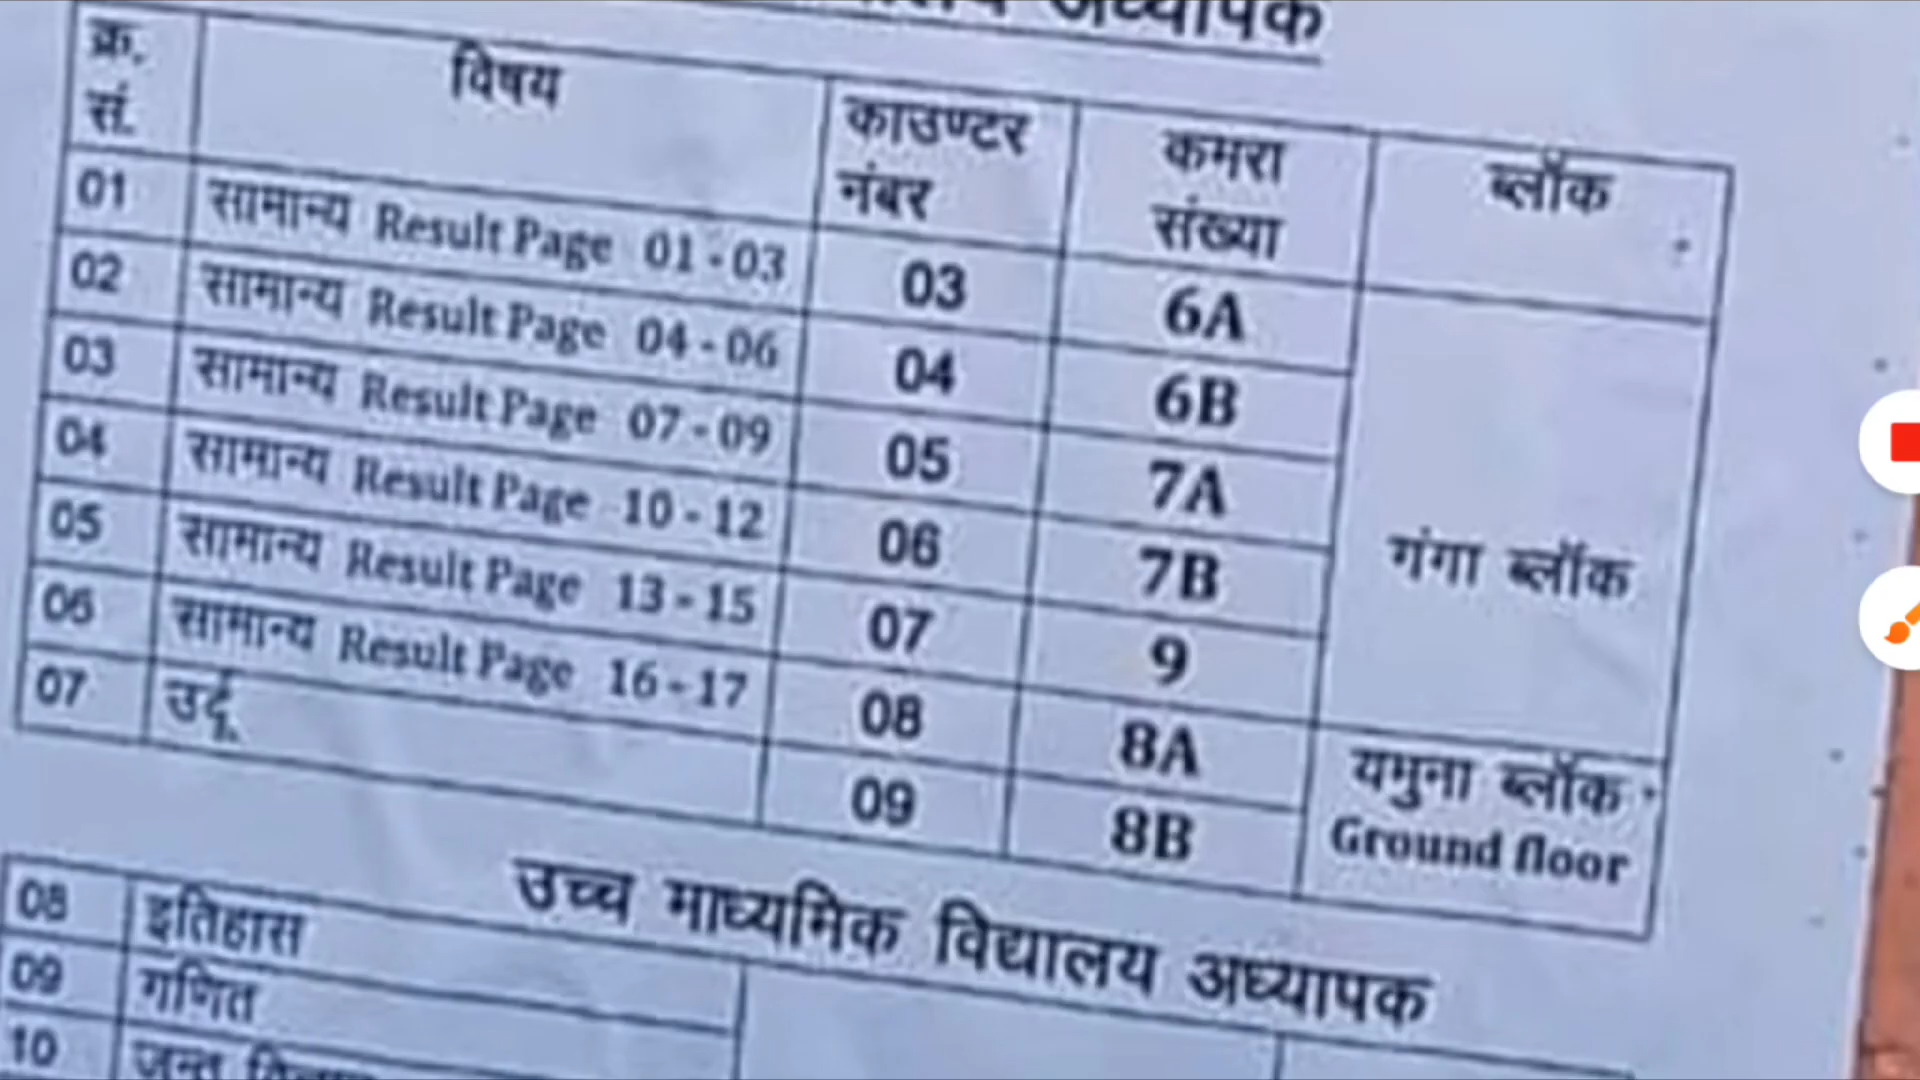 अध्यापक
क्र. सं. विषय काउण्टर नंबर कमरा संख्या ब्लॉक
01 सामान्य Result Page 01 - 03 03 6A
02 सामान्य Result Page 04 - 06 04 6B
03 सामान्य Result Page 07 - 09 05 7A
04 सामान्य Result Page 10 - 12 06 7B गंगा ब्लॉक
05 सामान्य Result Page 13 - 15 07 9
06 सामान्य Result Page 16 - 17 08 8A
07 उर्दू 09 8B यमुना ब्लॉक Ground floor
उच्च माध्यमिक विद्यालय अध्यापक
08 इतिहास
09 गणित
10